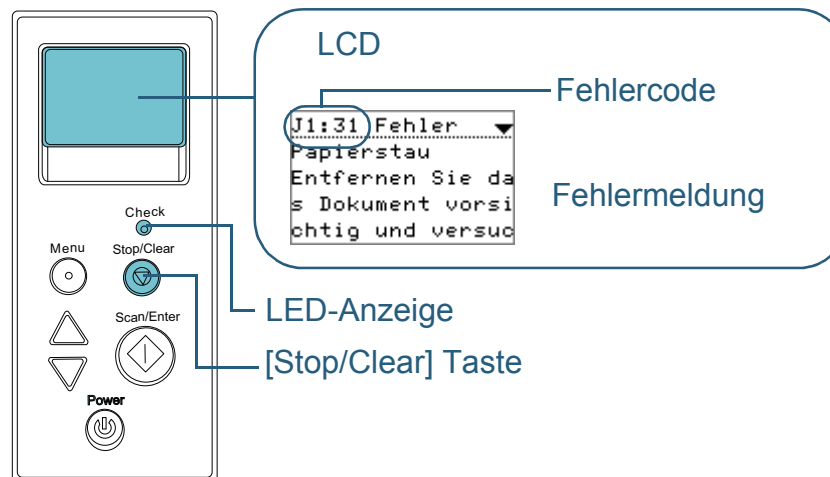 LCD
Fehlercode
J1:31 Fehler
Papierstau
Entfernen Sie da
s Dokument vorsi
chtig und versuc
Fehlermeldung
Check
Menu
Stop/Clear
LED-Anzeige
Scan/Enter
[Stop/Clear] Taste
Power